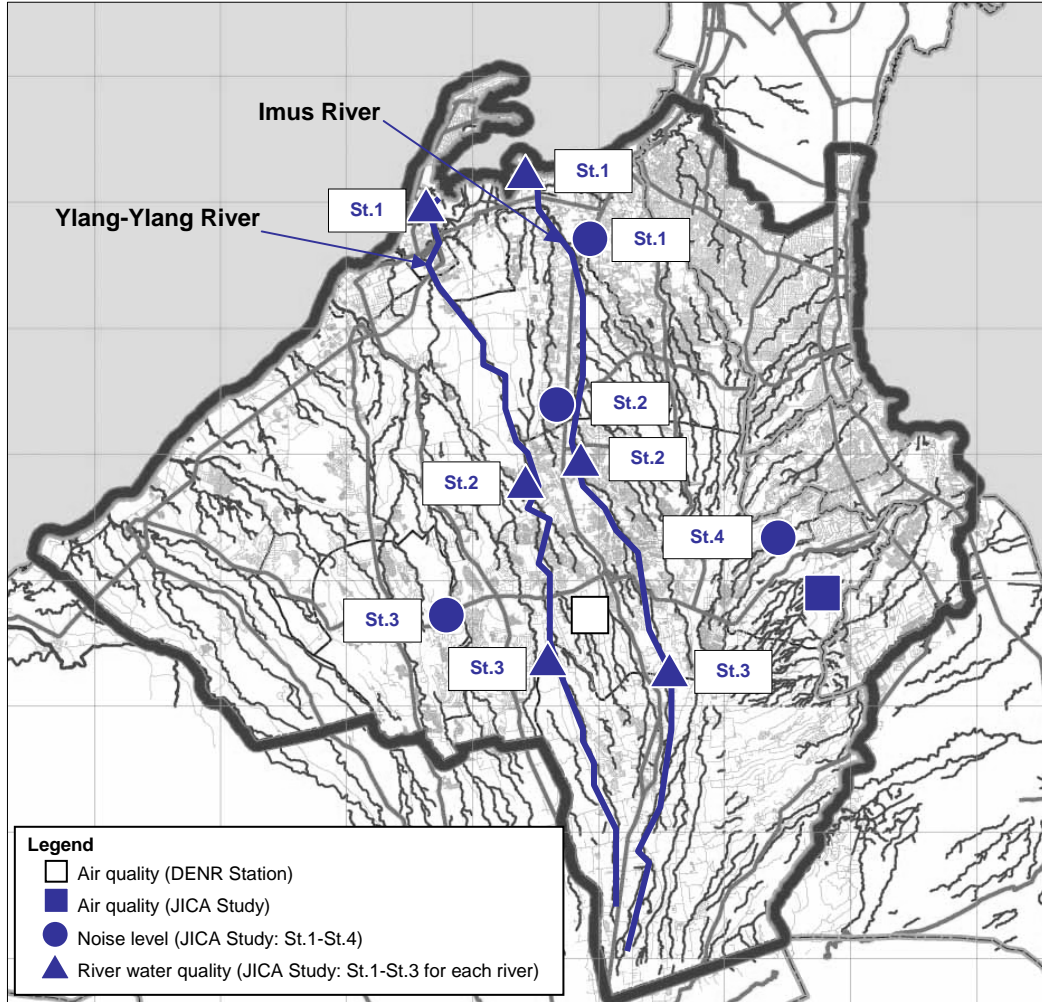 Imus River
St.1
St.1
Ylang-Ylang River
St.1
St.2
St.2
St.2
St.4
St.3
St.3
St.3
Legend
Air quality (DENR Station)
Air quality (JICA Study)
Noise level (JICA Study: St.1-St.4)
River water quality (JICA Study: St.1-St.3 for each river)